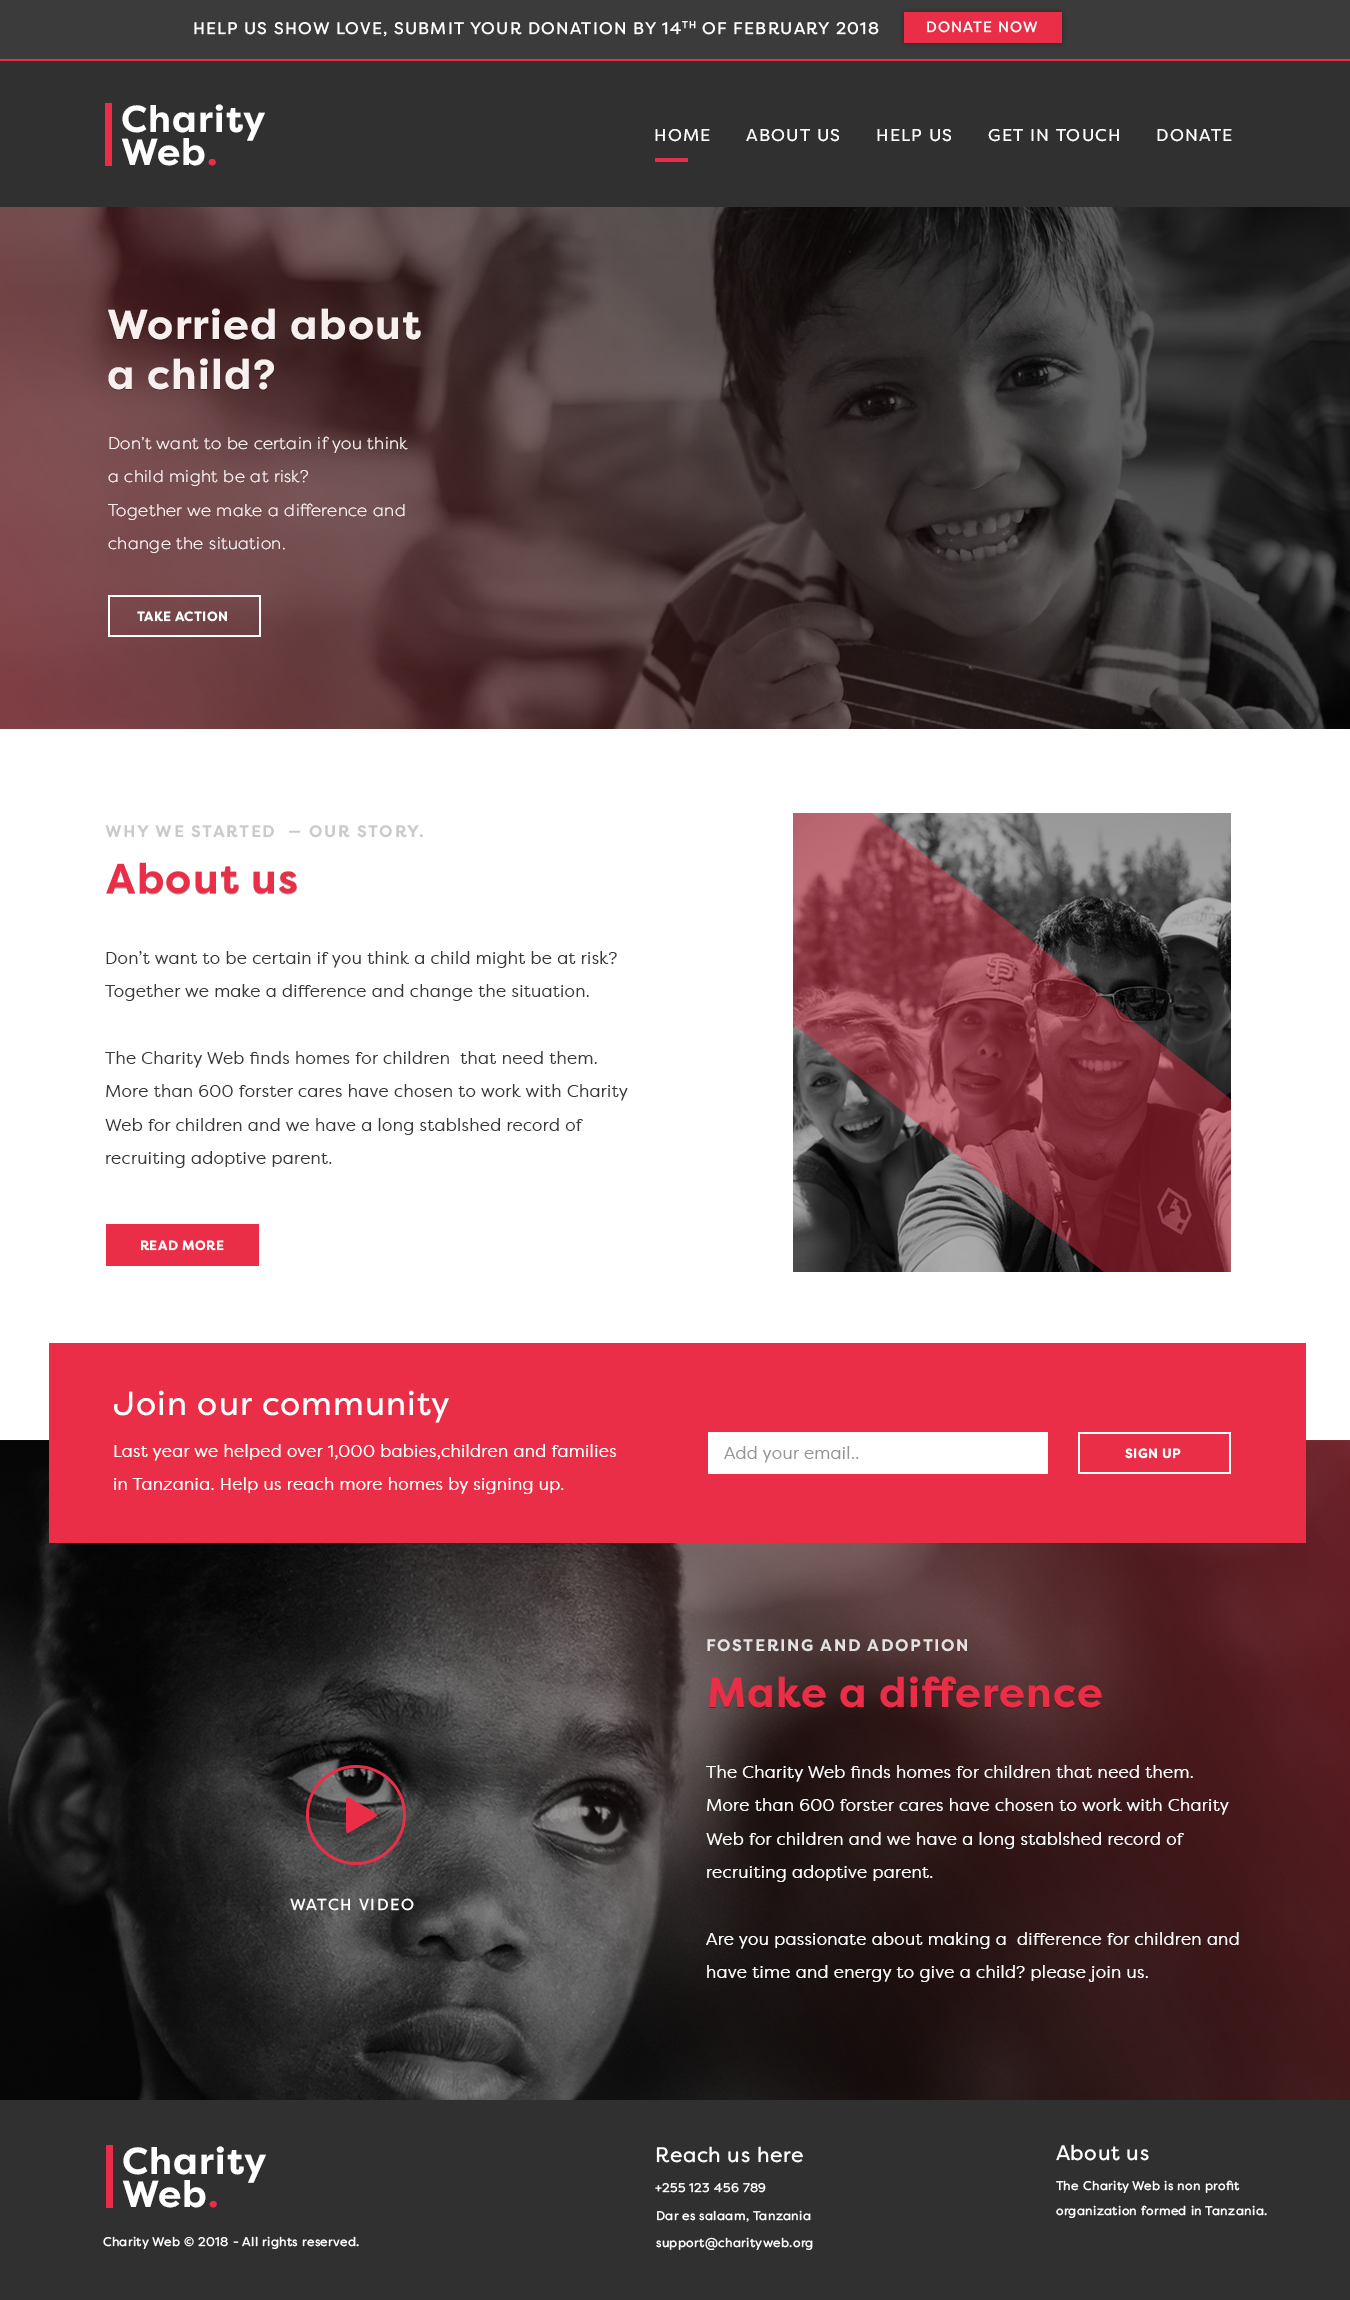 HELP US SHOW LOVE, SUBMIT YOUR DONATION BY 14TH OF FEBRUARY 2018
DONATE NOW
Charity
Web.
HOME
ABOUT US
HELP US
GET IN TOUCH
DONATE
Worried about
a child?
Don't want to be certain if you think
a child might be at risk?
Together we make a difference and
change the situation.
TAKE ACTION
WHY WE STARTED — OUR STORY.
About us
Don't want to be certain if you think a child might be at risk?
Together we make a difference and change the situation.
The Charity Web finds homes for children that need them.
More than 600 forster cares have chosen to work with Charity
Web for children and we have a long stablshed record of
recruiting adoptive parent.
READ MORE
SF
Join our community
Last year we helped over 1,000 babies,children and families
in Tanzania. Help us reach more homes by signing up.
Add your email..
SIGN UP
WATCH VIDEO
FOSTERING AND ADOPTION
Make a difference
The Charity Web finds homes for children that need them.
More than 600 forster cares have chosen to work with Charity
Web for children and we have a long stablshed record of
recruiting adoptive parent.
Are you passionate about making a difference for children and
have time and energy to give a child? please join us.
Charity
Web.
Charity Web © 2018 - All rights reserved.
Reach us here
+255 123 456 789
Dar es salaam, Tanzania
support@charityweb.org
About us
The Charity Web is non profit
organization formed in Tanzania.